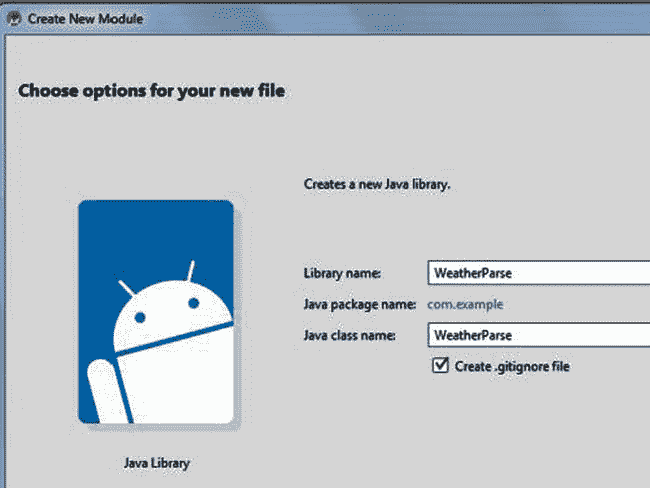 Create New Module
Choose options for your new file
Creates a new Java library.
Library name: WeatherParse
Java package name: com.example
Java class name: WeatherParse
Create .gitignore file
Java Library